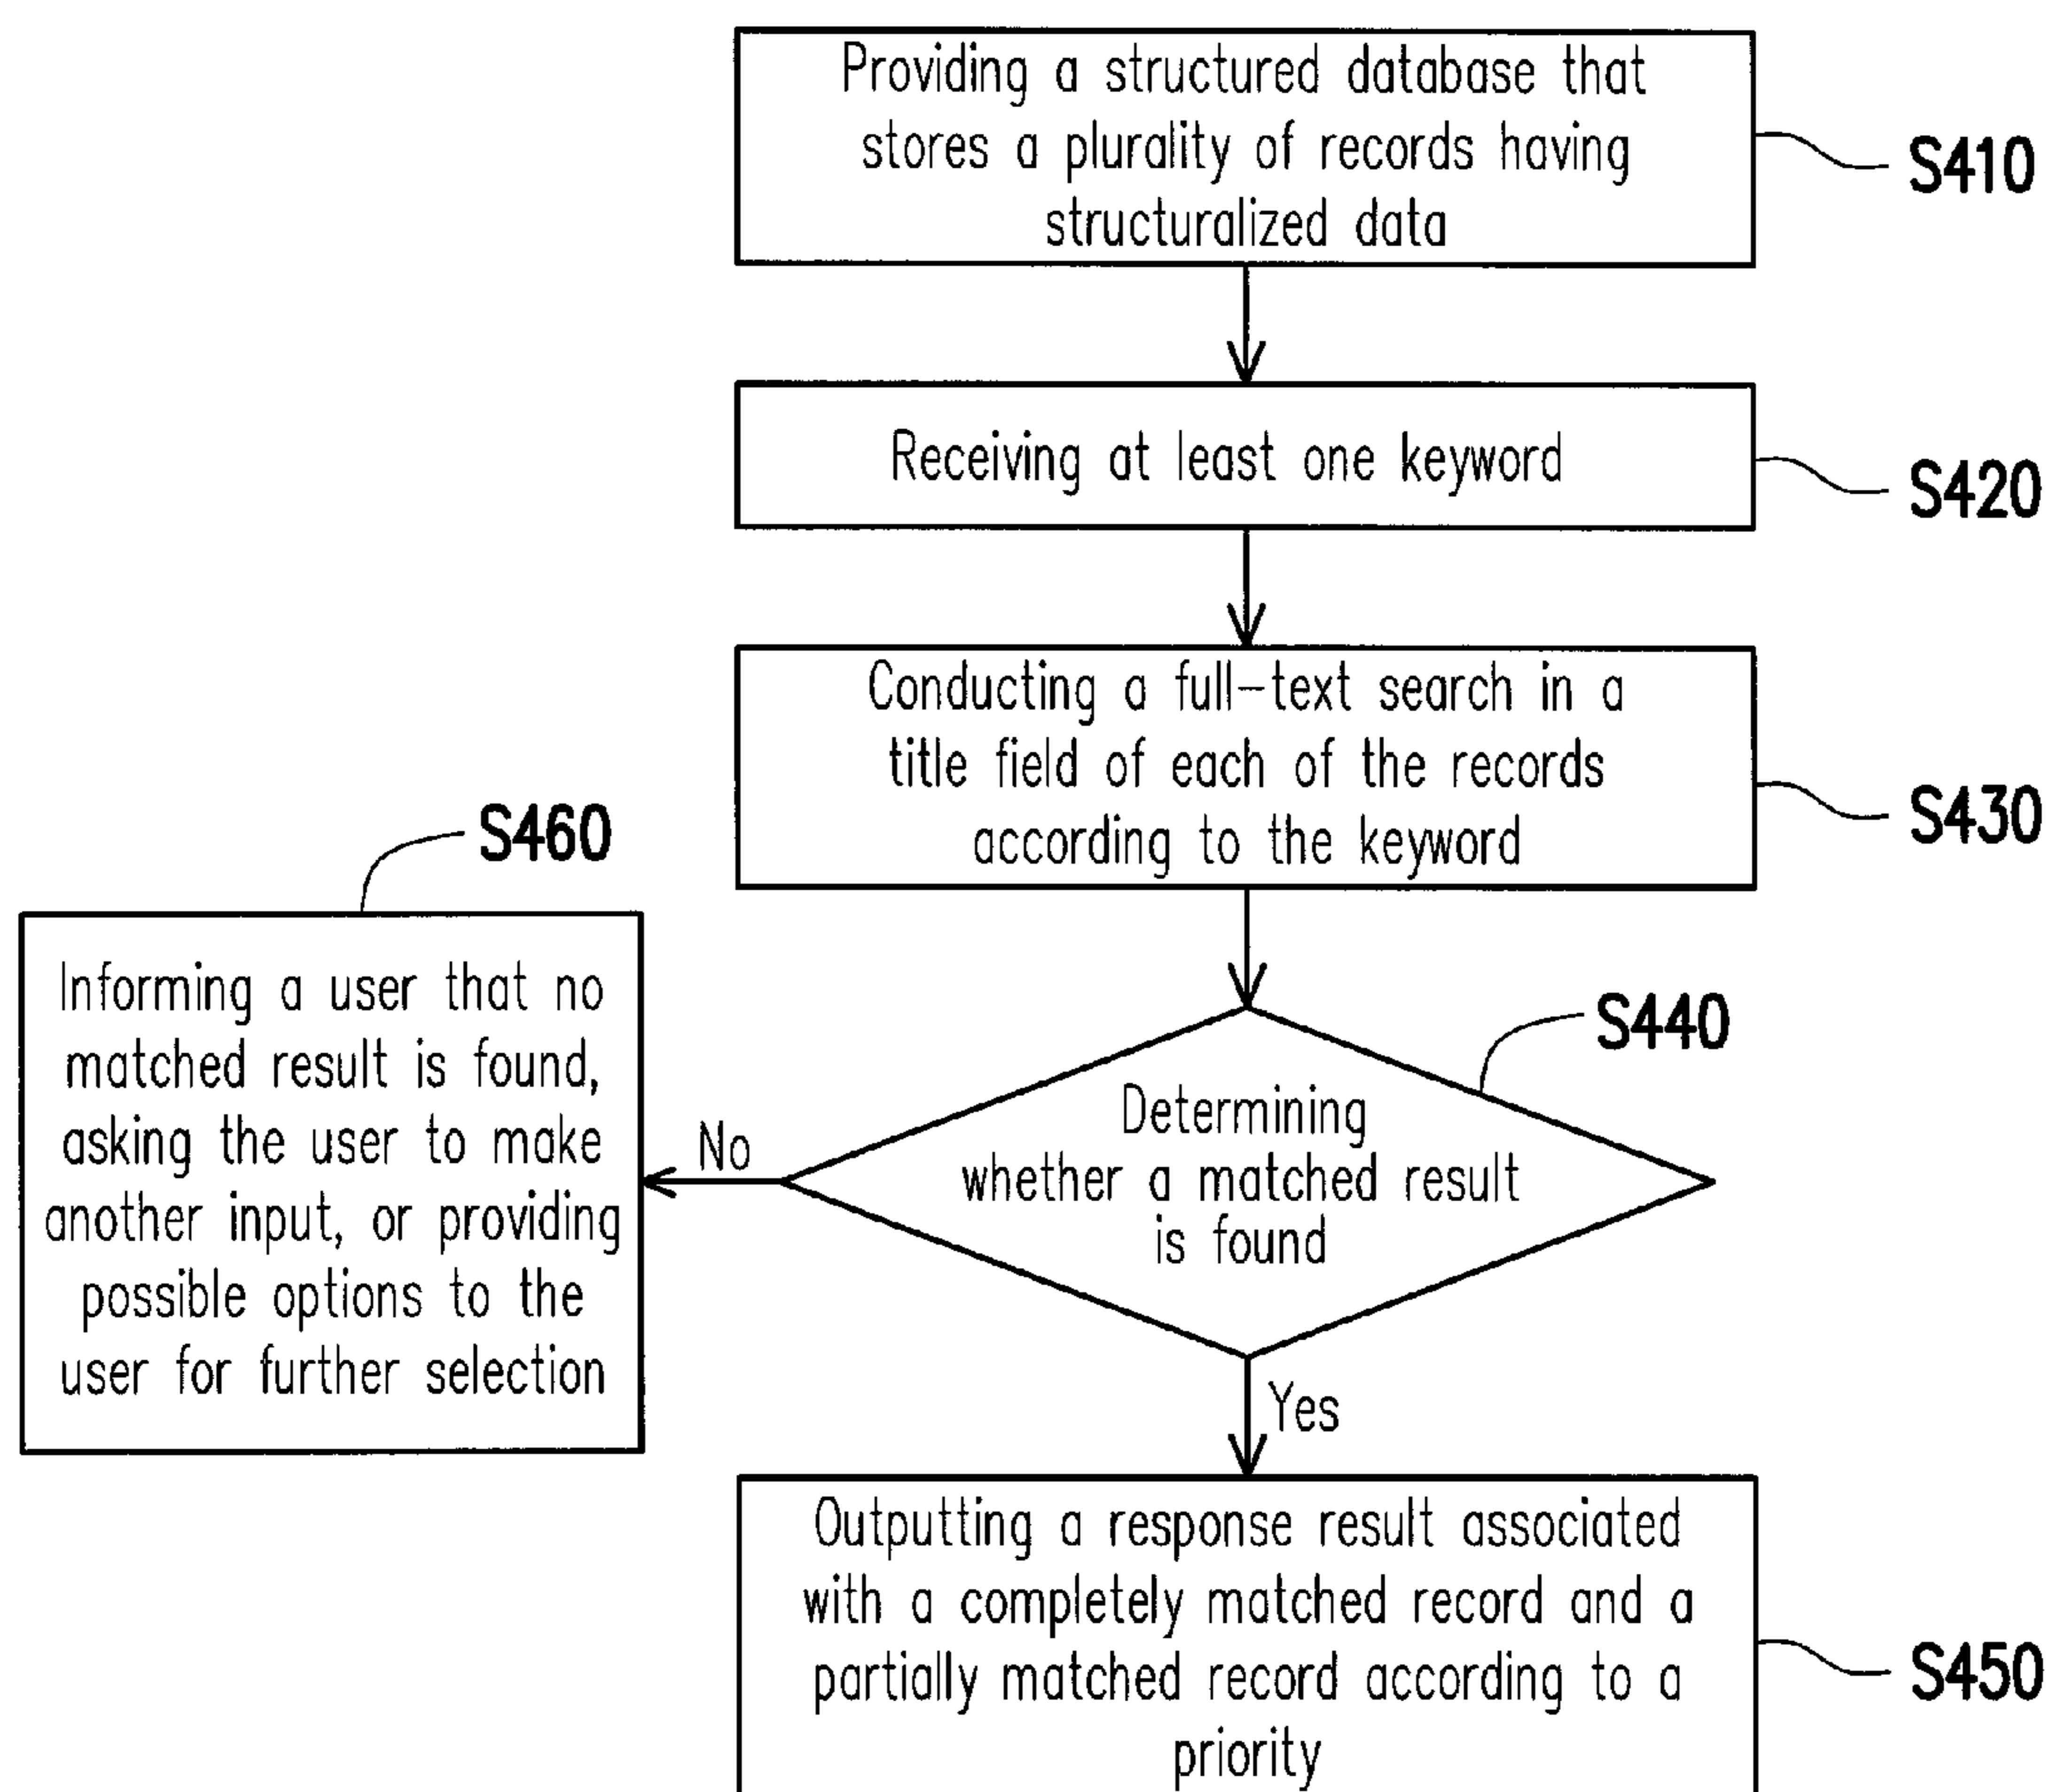 Providing a structured database that
stores a plurality of records having
structuralized data
S410
Receiving at least one keyword
S420
Conducting a full-text search in a
title field of each of the records
according to the keyword
S430
S460
Informing a user that no
matched result is found,
asking the user to make
another input, or providing
possible options to the
user for further selection
S440
Determining
whether a matched result
is found
No
Yes
Outputting a response result associated
with a completely matched record and a
partially matched record according to a
priority
S450